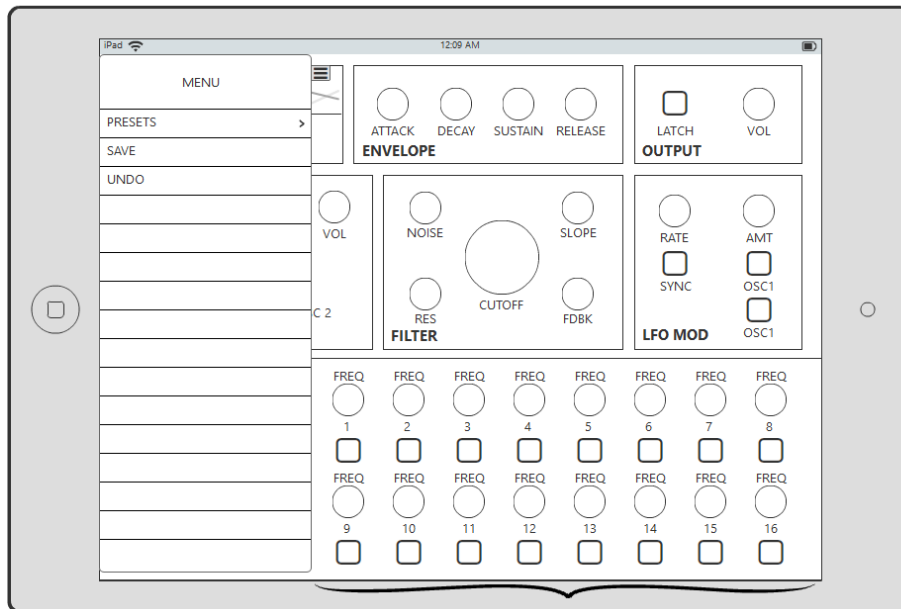 iPad 12:09 AM
MENU
PRESETS >
SAVE
UNDO
ATTACK DECAY SUSTAIN RELEASE
ENVELOPE
LATCH VOL
OUTPUT
VOL
C 2
NOISE SLOPE
CUTOFF
RES FDBK
FILTER
RATE AMT
SYNC OSC1
OSC1
LFO MOD
FREQ FREQ FREQ FREQ FREQ FREQ FREQ FREQ
1 2 3 4 5 6 7 8
FREQ FREQ FREQ FREQ FREQ FREQ FREQ FREQ
9 10 11 12 13 14 15 16